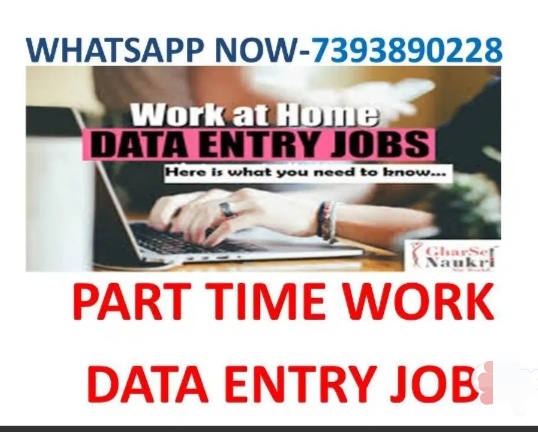 WHATSAPP NOW-7393890228
Work at Home
DATA ENTRY JOBS
Here is what you need to know...
GharSe
Naukri
PART TIME WORK
DATA ENTRY JOB